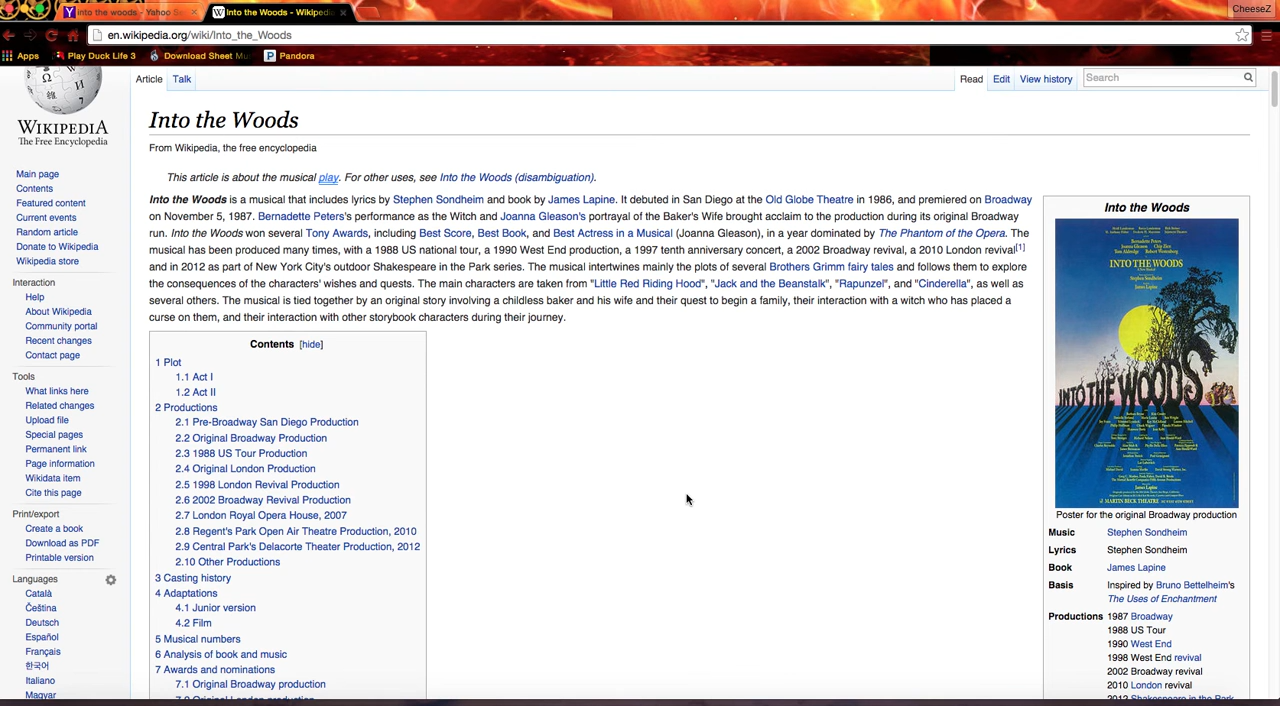 CheeseZ
into the woods - Yahoo Se
Into the Woods - Wikipedi
en.wikipedia.org/wiki/Into_the_Woods
Apps Play Duck Life 3 Download Sheet Mu Pandora
Article Talk Read Edit View history Search
WIKIPEDIA
The Free Encyclopedia
Main page
Contents
Featured content
Current events
Random article
Donate to Wikipedia
Wikipedia store
Interaction
Help
About Wikipedia
Community portal
Recent changes
Contact page
Tools
What links here
Related changes
Upload file
Special pages
Permanent link
Page information
Wikidata item
Cite this page
Print/export
Create a book
Download as PDF
Printable version
Languages
Català
Čeština
Deutsch
Español
Français
한국어
Italiano
Magyar
Into the Woods
From Wikipedia, the free encyclopedia
This article is about the musical play. For other uses, see Into the Woods (disambiguation).
Into the Woods is a musical that includes lyrics by Stephen Sondheim and book by James Lapine. It debuted in San Diego at the Old Globe Theatre in 1986, and premiered on Broadway
on November 5, 1987. Bernadette Peters's performance as the Witch and Joanna Gleason's portrayal of the Baker's Wife brought acclaim to the production during its original Broadway
run. Into the Woods won several Tony Awards, including Best Score, Best Book, and Best Actress in a Musical (Joanna Gleason), in a year dominated by The Phantom of the Opera. The
musical has been produced many times, with a 1988 US national tour, a 1990 West End production, a 1997 tenth anniversary concert, a 2002 Broadway revival, a 2010 London revival[1]
and in 2012 as part of New York City's outdoor Shakespeare in the Park series. The musical intertwines mainly the plots of several Brothers Grimm fairy tales and follows them to explore
the consequences of the characters' wishes and quests. The main characters are taken from "Little Red Riding Hood", "Jack and the Beanstalk", "Rapunzel", and "Cinderella", as well as
several others. The musical is tied together by an original story involving a childless baker and his wife and their quest to begin a family, their interaction with a witch who has placed a
curse on them, and their interaction with other storybook characters during their journey.
Contents [hide]
1 Plot
1.1 Act I
1.2 Act II
2 Productions
2.1 Pre-Broadway San Diego Production
2.2 Original Broadway Production
2.3 1988 US Tour Production
2.4 Original London Production
2.5 1998 London Revival Production
2.6 2002 Broadway Revival Production
2.7 London Royal Opera House, 2007
2.8 Regent's Park Open Air Theatre Production, 2010
2.9 Central Park's Delacorte Theater Production, 2012
2.10 Other Productions
3 Casting history
4 Adaptations
4.1 Junior version
4.2 Film
5 Musical numbers
6 Analysis of book and music
7 Awards and nominations
7.1 Original Broadway production
Into the Woods
INTO THE WOODS
INTO THE WOODS
James Lapine
MARTIN BECK THEATRE
Poster for the original Broadway production
Music Stephen Sondheim
Lyrics Stephen Sondheim
Book James Lapine
Basis Inspired by Bruno Bettelheim's
The Uses of Enchantment
Productions 1987 Broadway
1988 US Tour
1990 West End
1998 West End revival
2002 Broadway revival
2010 London revival
2012 Shakespeare in the Park